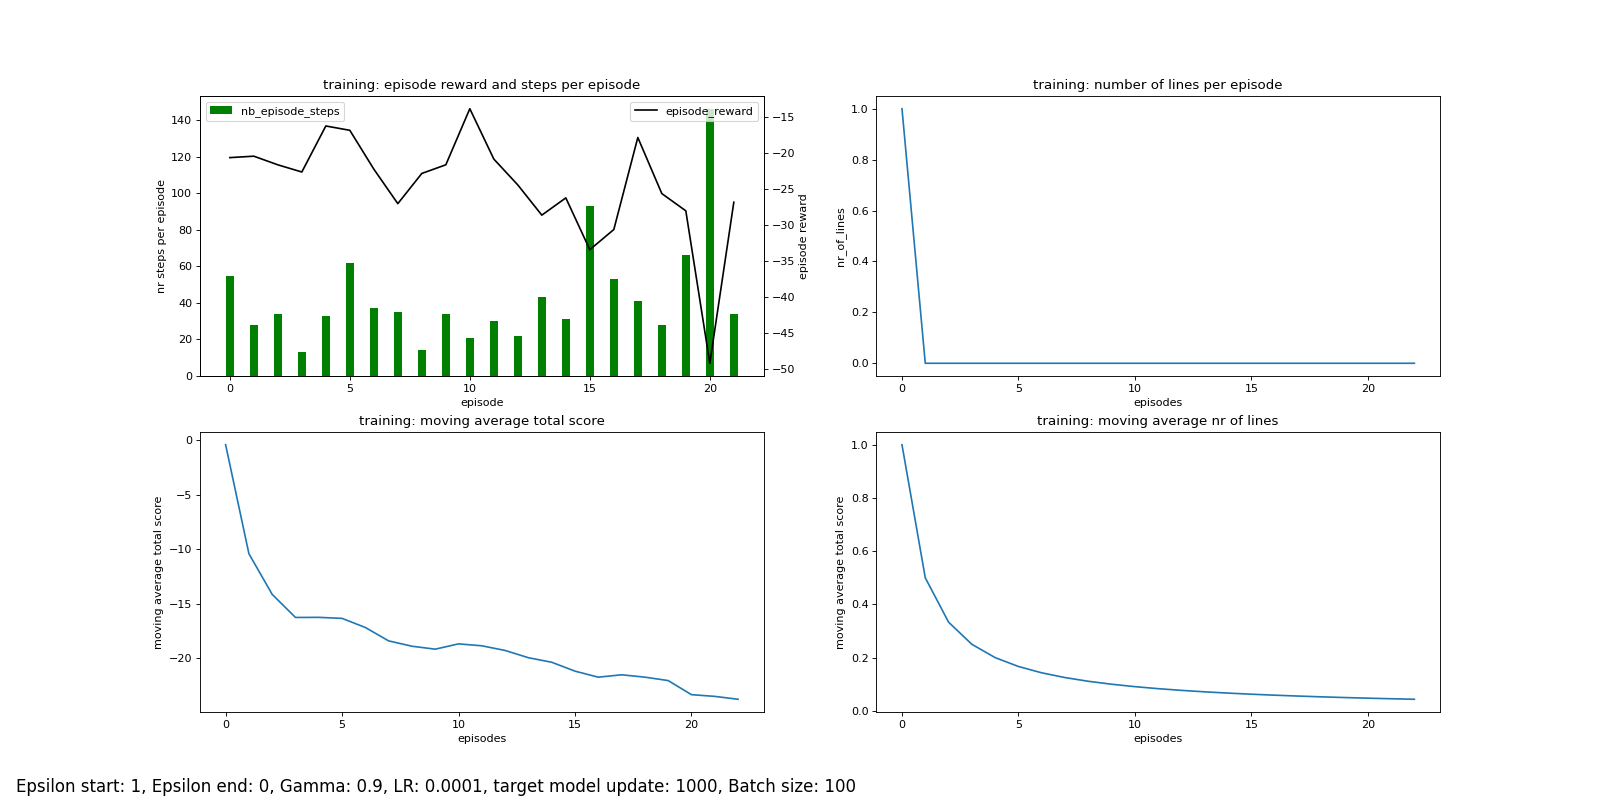 training: episode reward and steps per episode
nb_episode_steps
episode_reward
140
120
100
80
60
40
20
0
nr steps per episode
−15
−20
−25
−30
−35
−40
−45
−50
episode reward
0 5 10 15 20
episode
training: number of lines per episode
1.0
0.8
0.6
0.4
0.2
0.0
nr_of_lines
0 5 10 15 20
episodes
training: moving average total score
0
−5
−10
−15
−20
moving average total score
0 5 10 15 20
episodes
training: moving average nr of lines
1.0
0.8
0.6
0.4
0.2
0.0
moving average total score
0 5 10 15 20
episodes
Epsilon start: 1, Epsilon end: 0, Gamma: 0.9, LR: 0.0001, target model update: 1000, Batch size: 100